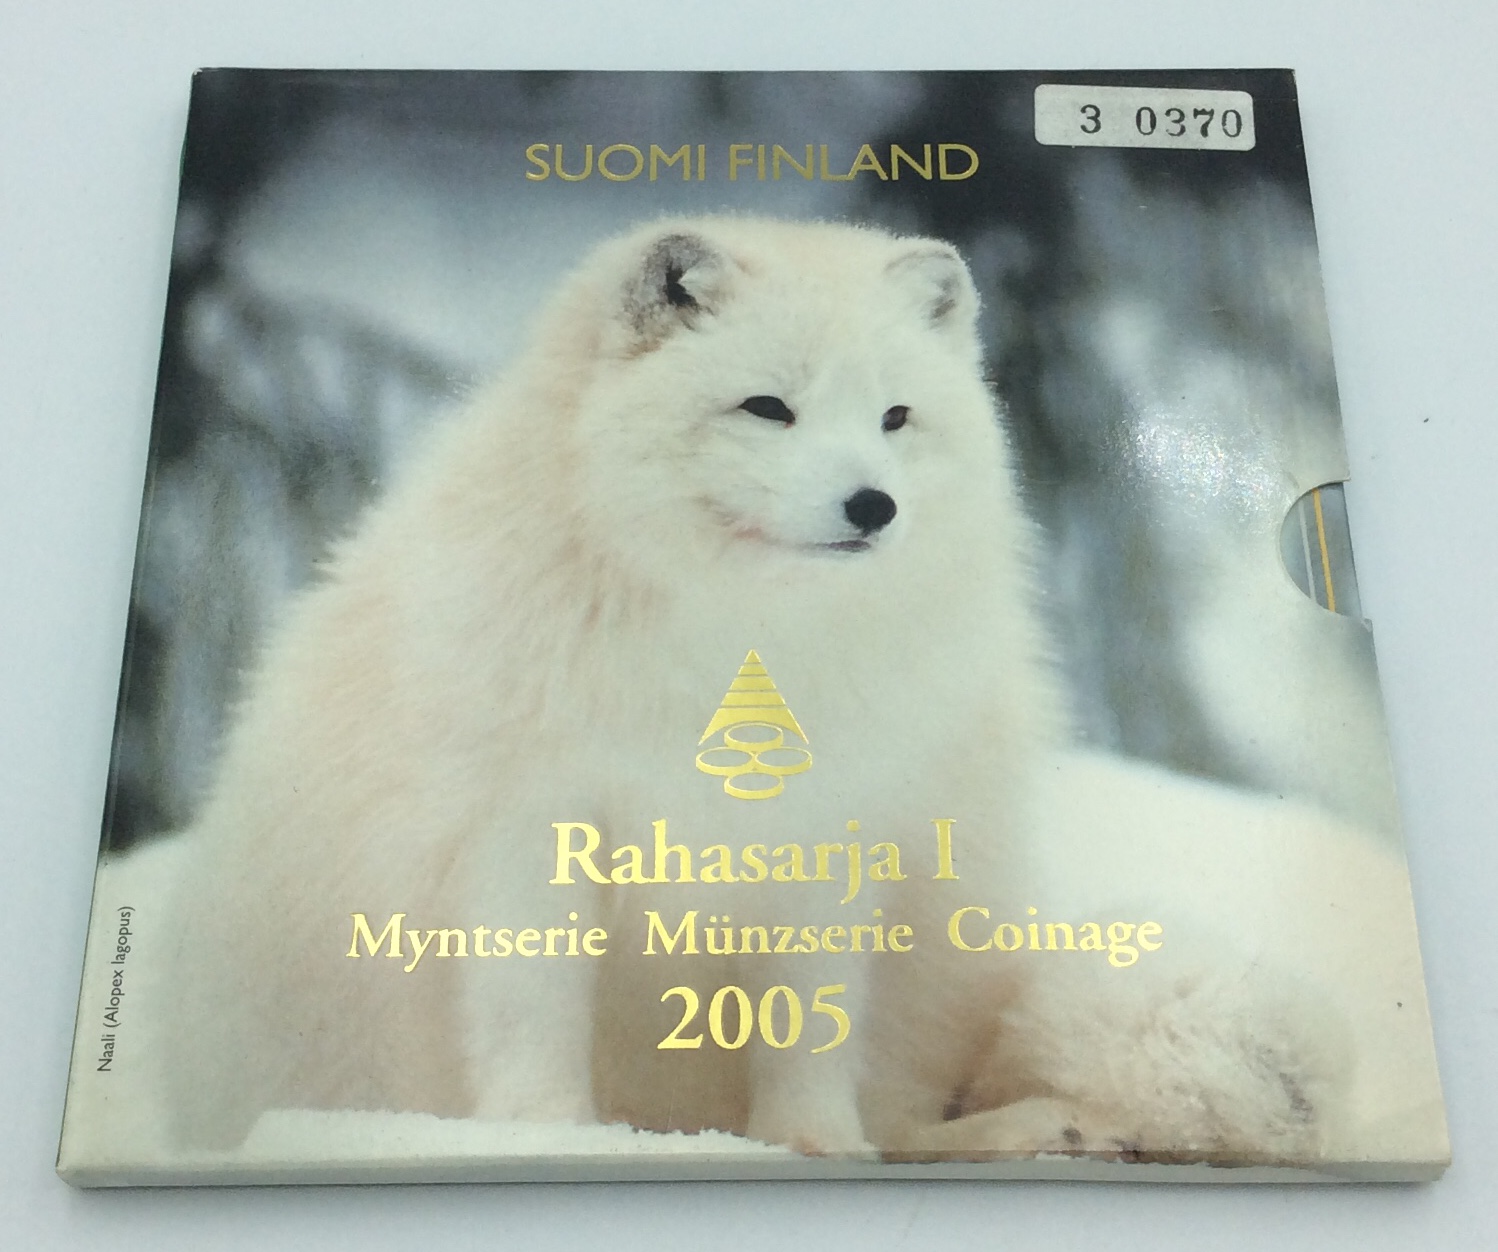 3 0370
SUOMI FINLAND
Rahasarja I
Myntserie Münzserie Coinage
2005
Naali (Alopex lagopus)